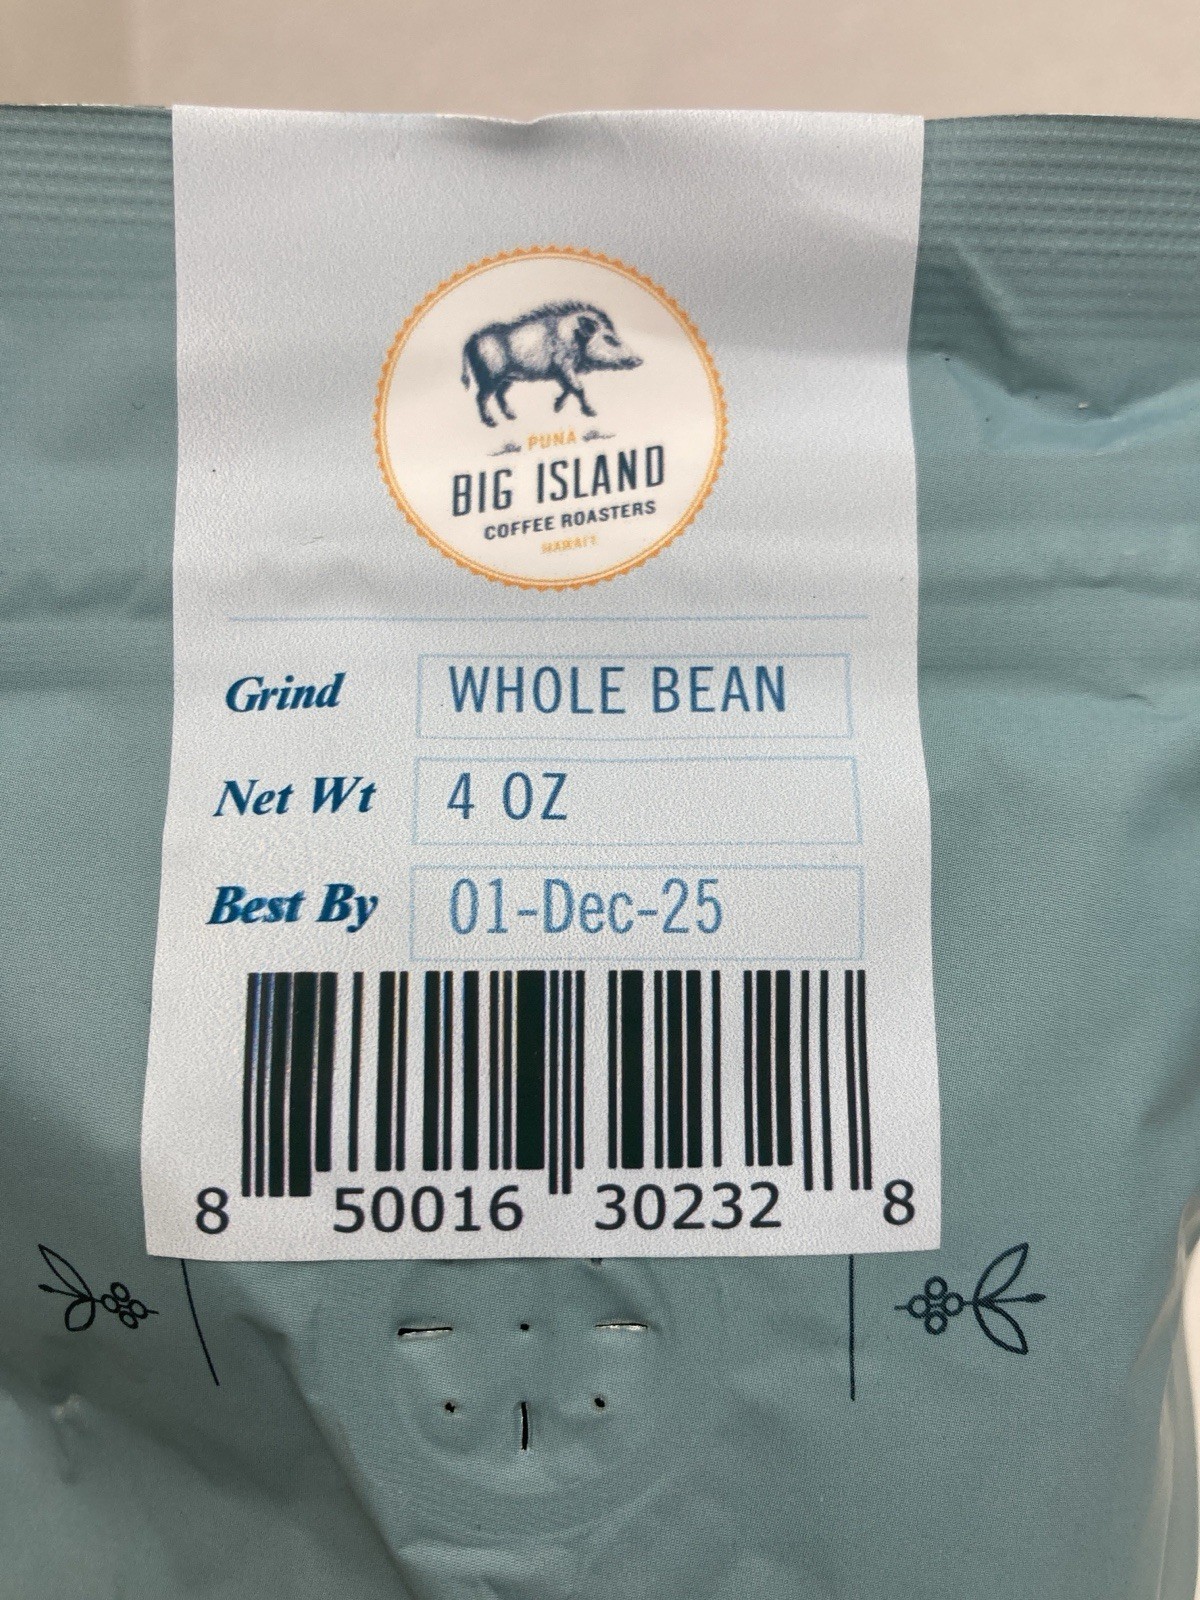 PUNA
BIG ISLAND
COFFEE ROASTERS
HAWAI'I
Grind WHOLE BEAN
Net Wt 4 OZ
Best By 01-Dec-25
8 50016 30232 8